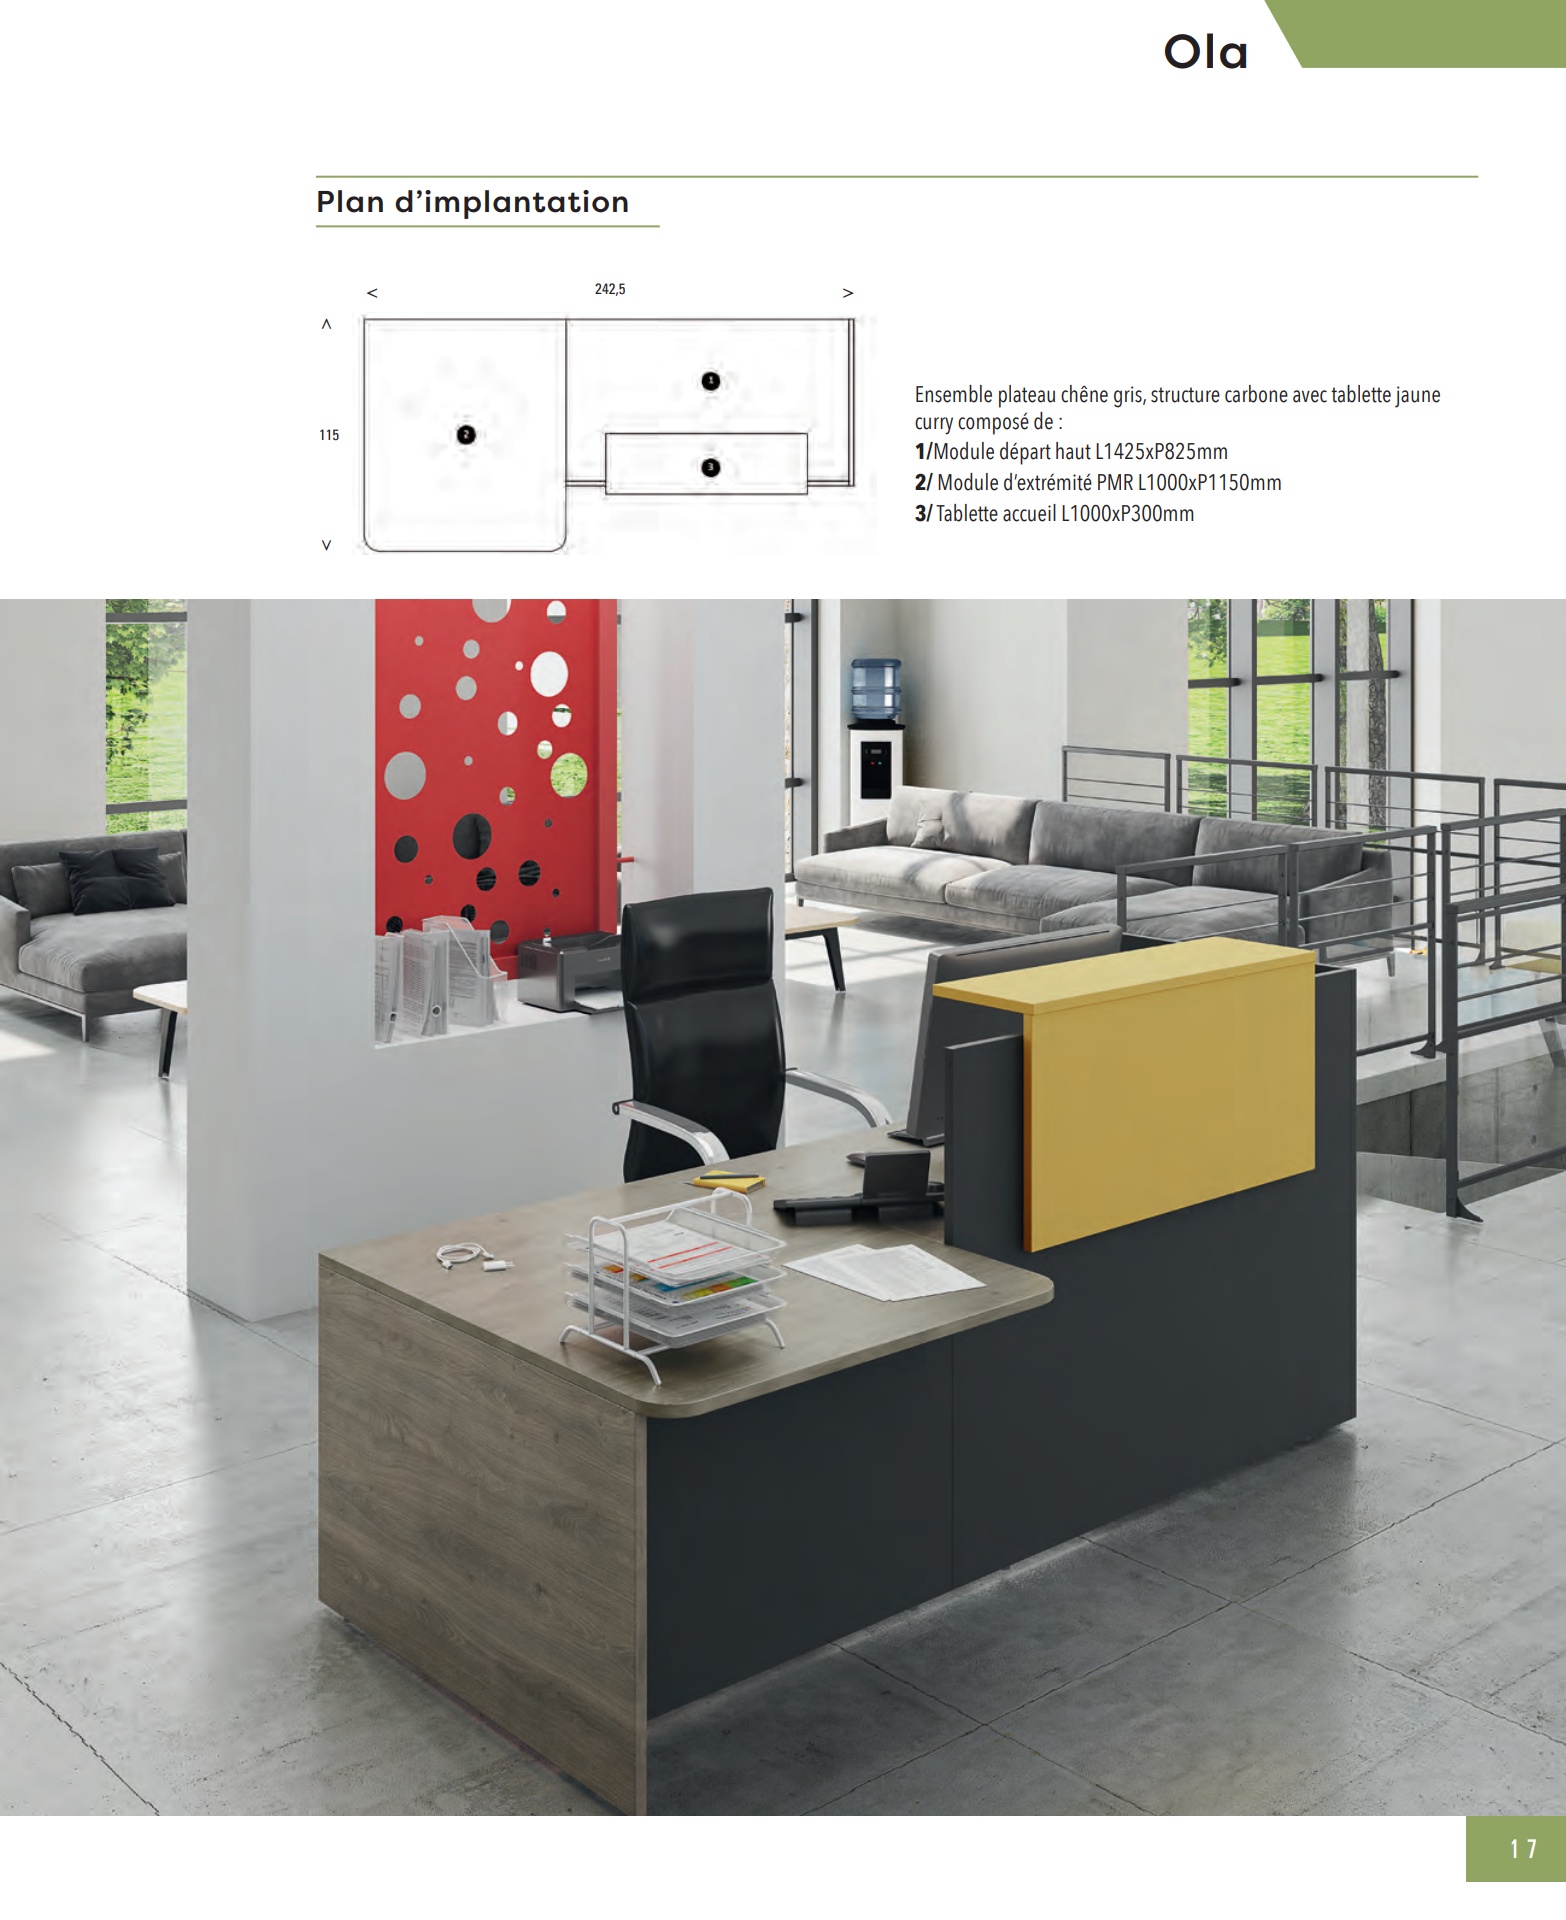 Ola
Plan d’implantation
< 242,5 >
115
1
2
3
Ensemble plateau chêne gris, structure carbone avec tablette jaune
curry composé de :
1/Module départ haut L1425xP825mm
2/ Module d’extrémité PMR L1000xP1150mm
3/ Tablette accueil L1000xP300mm
17